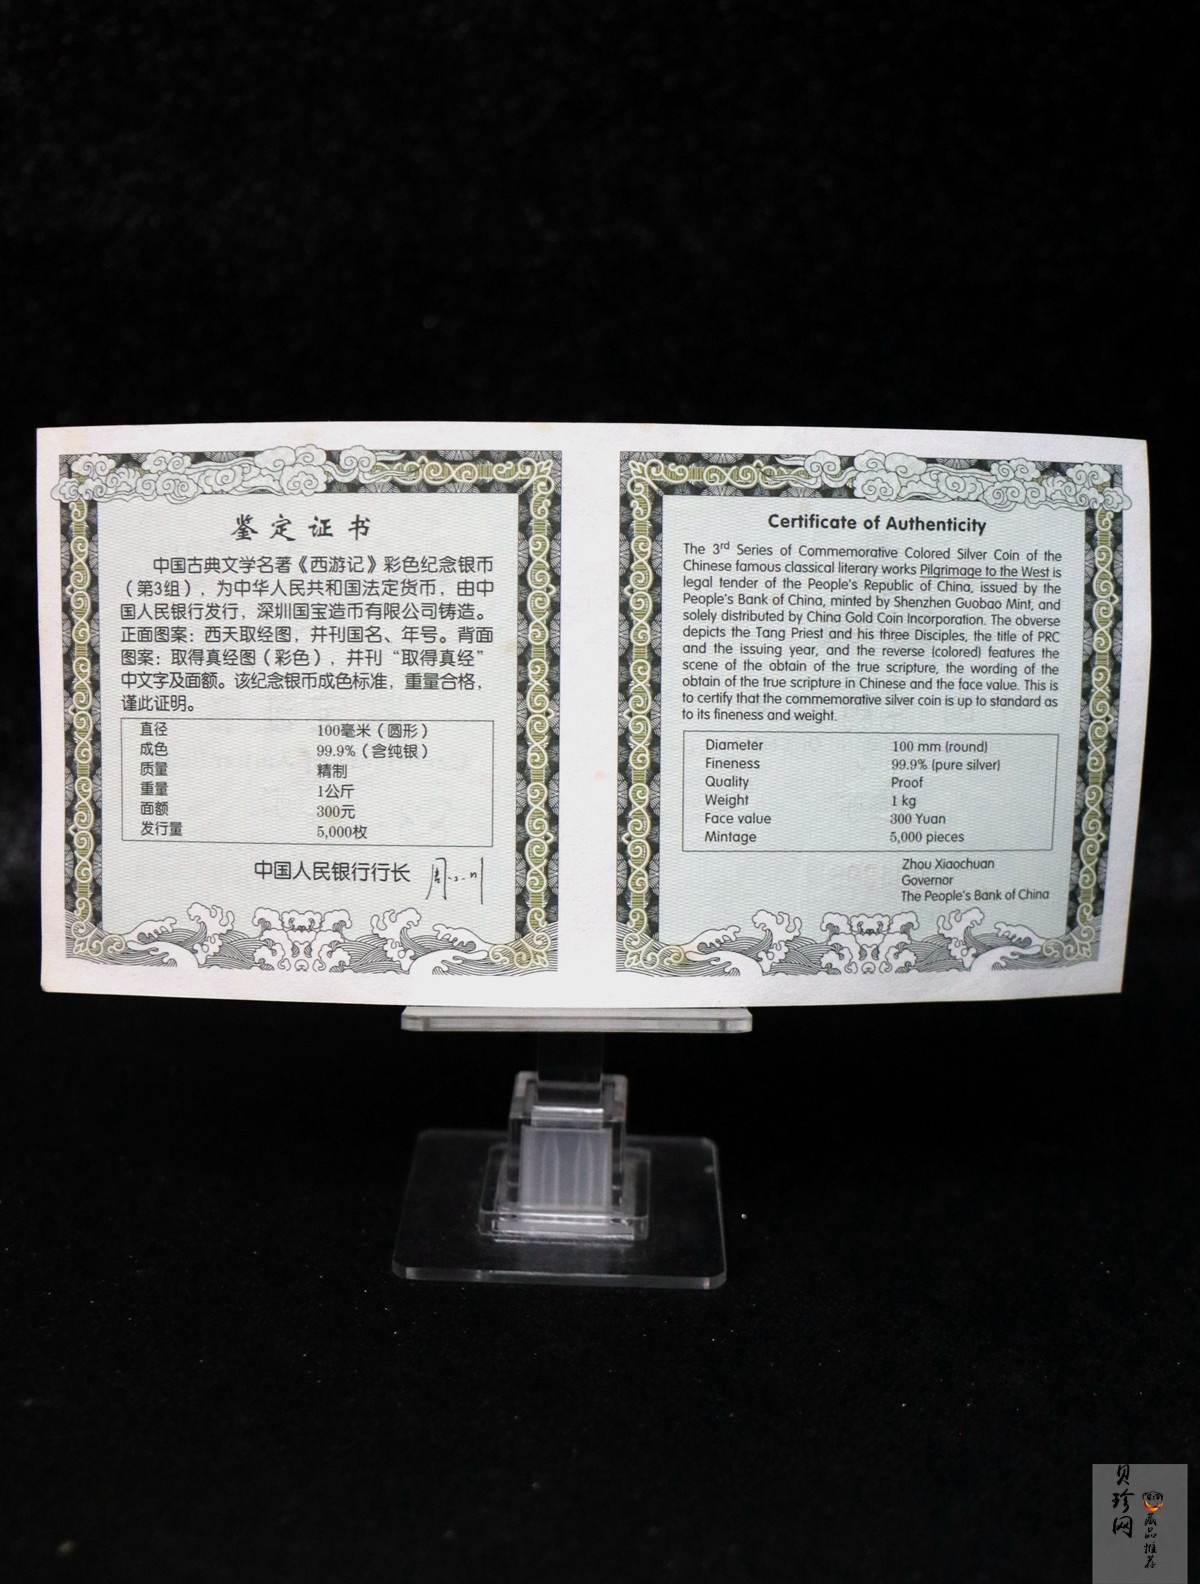 鉴定证书
中国古典文学名著《西游记》彩色纪念银币
（第3组），为中华人民共和国法定货币，由中
国人民银行发行，深圳国宝造币有限公司铸造。
正面图案：西天取经图，并刊国名、年号。背面
图案：取得真经图（彩色），并刊“取得真经”
中文字及面额。该纪念银币成色标准，重量合格，
谨此证明。
直径 100毫米（圆形）
成色 99.9%（含纯银）
质量 精制
重量 1公斤
面额 300元
发行量 5,000枚
中国人民银行行长
Certificate of Authenticity
The 3rd Series of Commemorative Colored Silver Coin of the
Chinese famous classical literary works Pilgrimage to the West is
legal tender of the People's Republic of China, issued by the
People's Bank of China, minted by Shenzhen Guobao Mint, and
solely distributed by China Gold Coin Incorporation. The obverse
depicts the Tang Priest and his three Disciples, the title of PRC
and the issuing year, and the reverse (colored) features the
scene of the obtain of the true scripture, the wording of the
obtain of the true scripture in Chinese and the face value. This is
to certify that the commemorative silver coin is up to standard as
to its fineness and weight.
Diameter 100 mm (round)
Fineness 99.9% (pure silver)
Quality Proof
Weight 1 kg
Face value 300 Yuan
Mintage 5,000 pieces
Zhou Xiaochuan
Governor
The People's Bank of China
贝珍网
藏品推荐